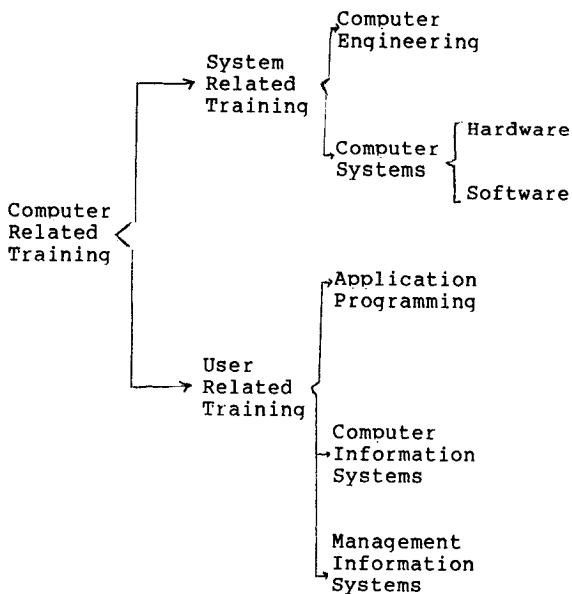 Computer
Engineering
System
Related
Training
Computer
Systems
Hardware
Software
Computer
Related
Training
Application
Programming
User
Related
Training
Computer
Information
Systems
Management
Information
Systems